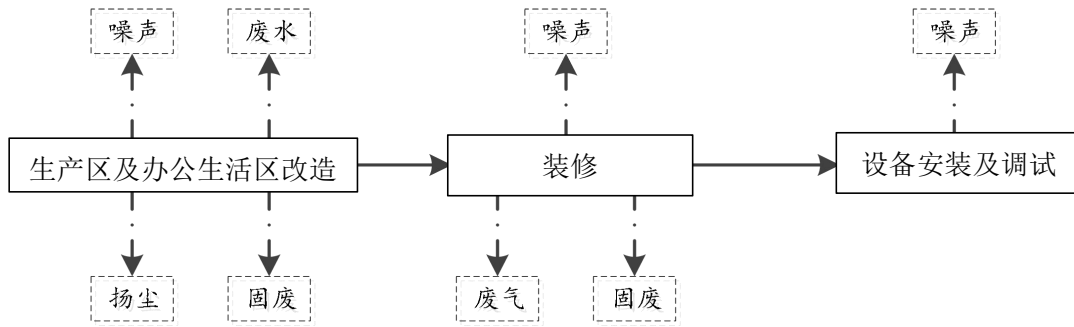 噪声
废水
噪声
噪声
生产区及办公生活区改造
装修
设备安装及调试
扬尘
固废
废气
固废